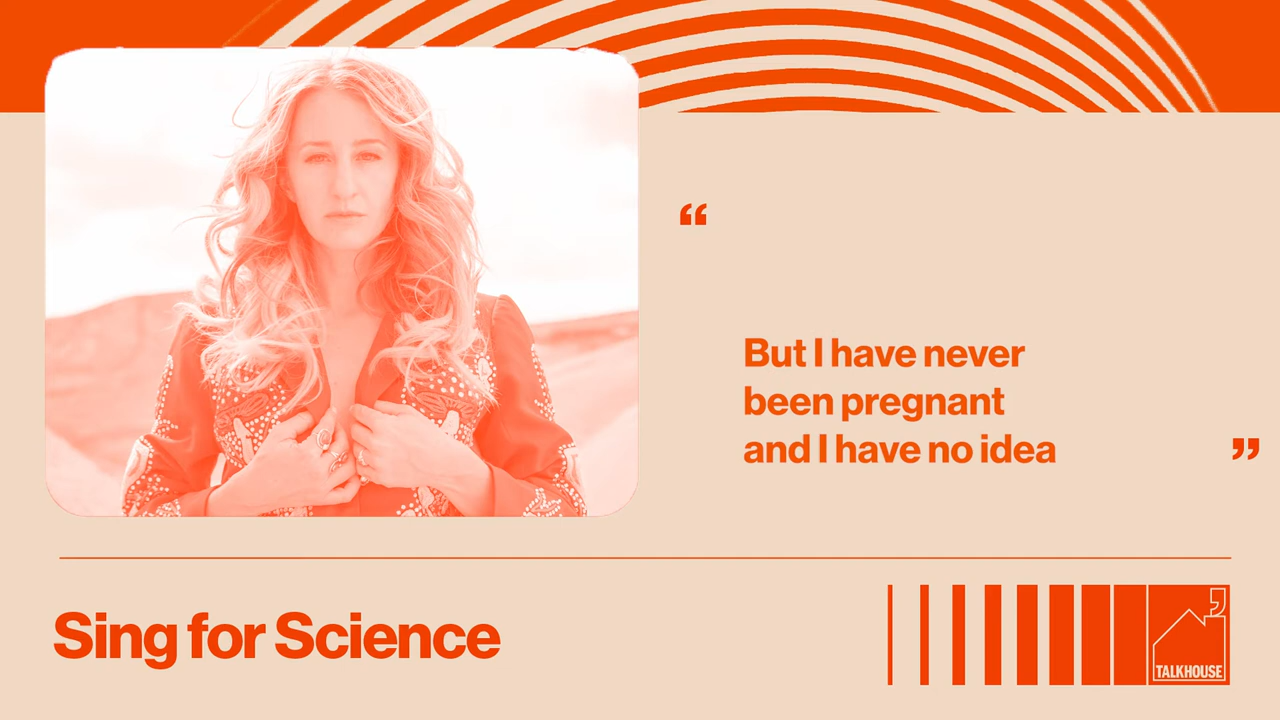 “
But I have never
been pregnant
and I have no idea
”
Sing for Science
TALKHOUSE